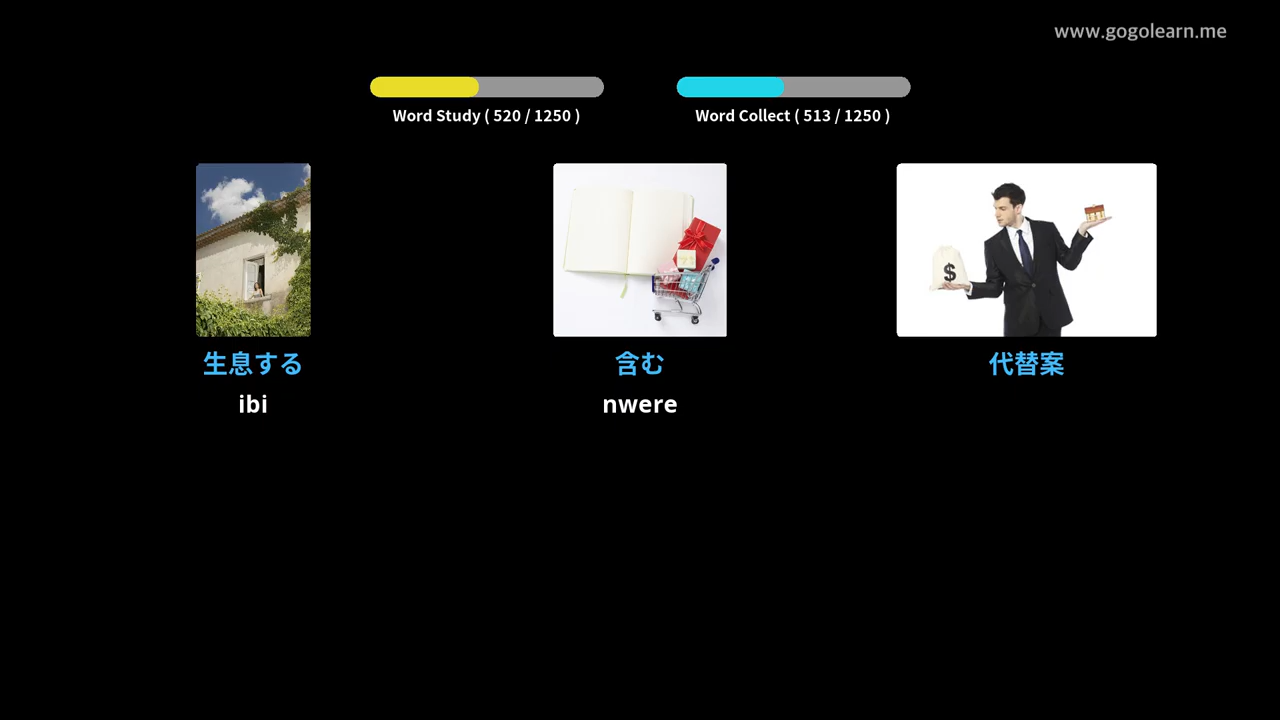 www.gogolearn.me
Word Study ( 520 / 1250 )
Word Collect ( 513 / 1250 )
生息する
ibi
含む
nwere
代替案
$